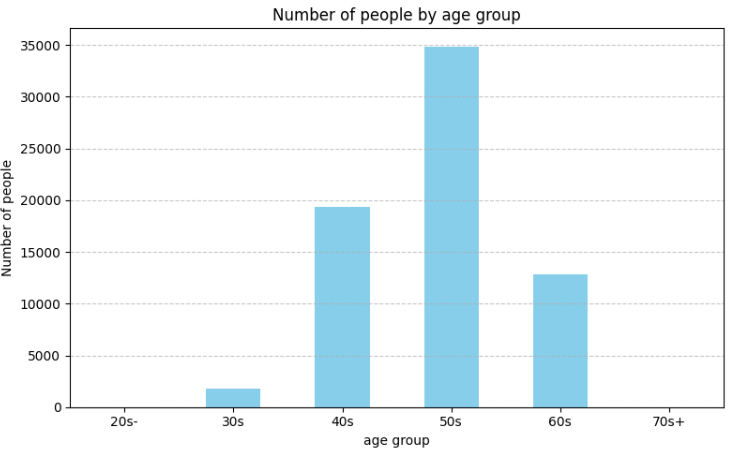 Number of people by age group
Number of people
35000
30000
25000
20000
15000
10000
5000
0
20s- 30s 40s 50s 60s 70s+
age group